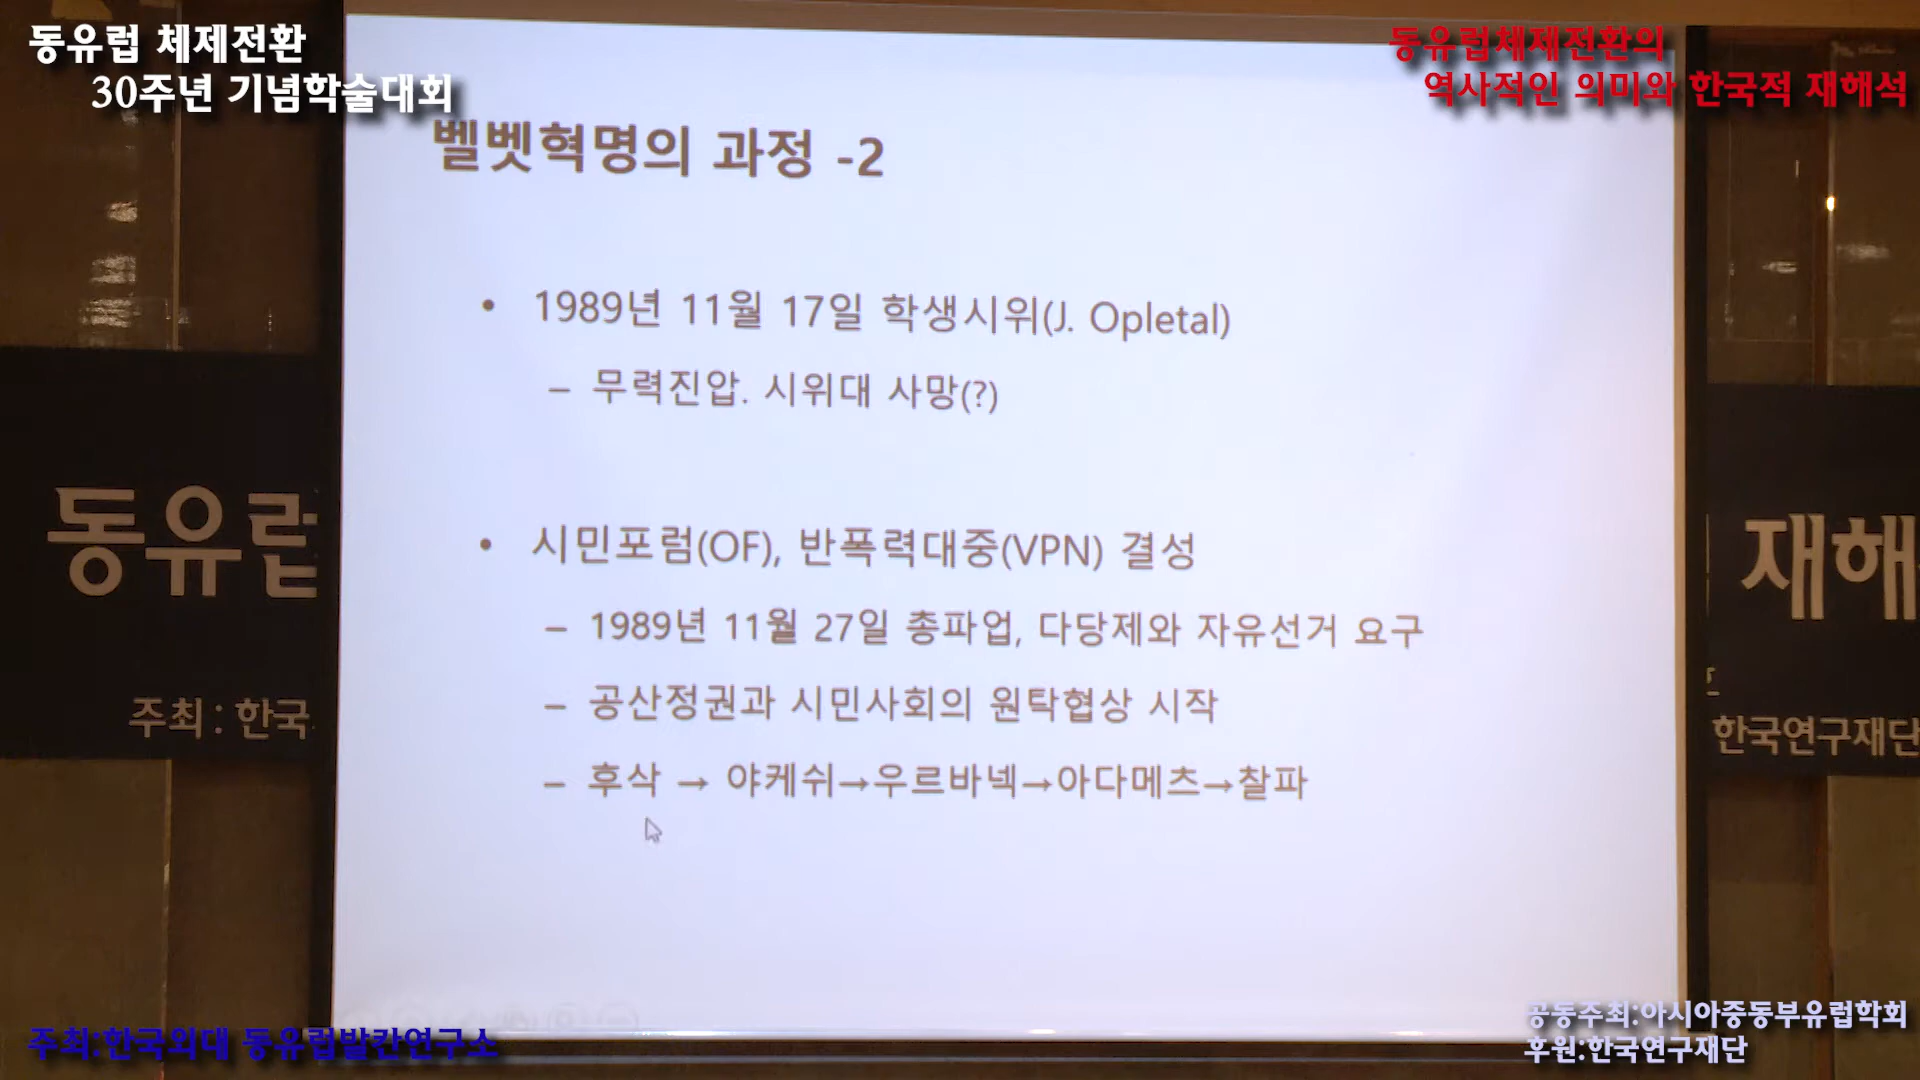 동유럽 체제전환
30주년 기념학술대회
동유럽체제전환의
역사적인 의미와 한국적 재해석
벨벳혁명의 과정 -2
• 1989년 11월 17일 학생시위(J. Opletal)
– 무력진압. 시위대 사망(?)
• 시민포럼(OF), 반폭력대중(VPN) 결성
– 1989년 11월 27일 총파업, 다당제와 자유선거 요구
– 공산정권과 시민사회의 원탁협상 시작
– 후삭 → 야케쉬→우르바넥→아다메츠→찰파
동유럽
재해
주최 : 한국
한국연구재단
주최:한국외대 동유럽발칸연구소
공동주최:아시아중동부유럽학회
후원:한국연구재단